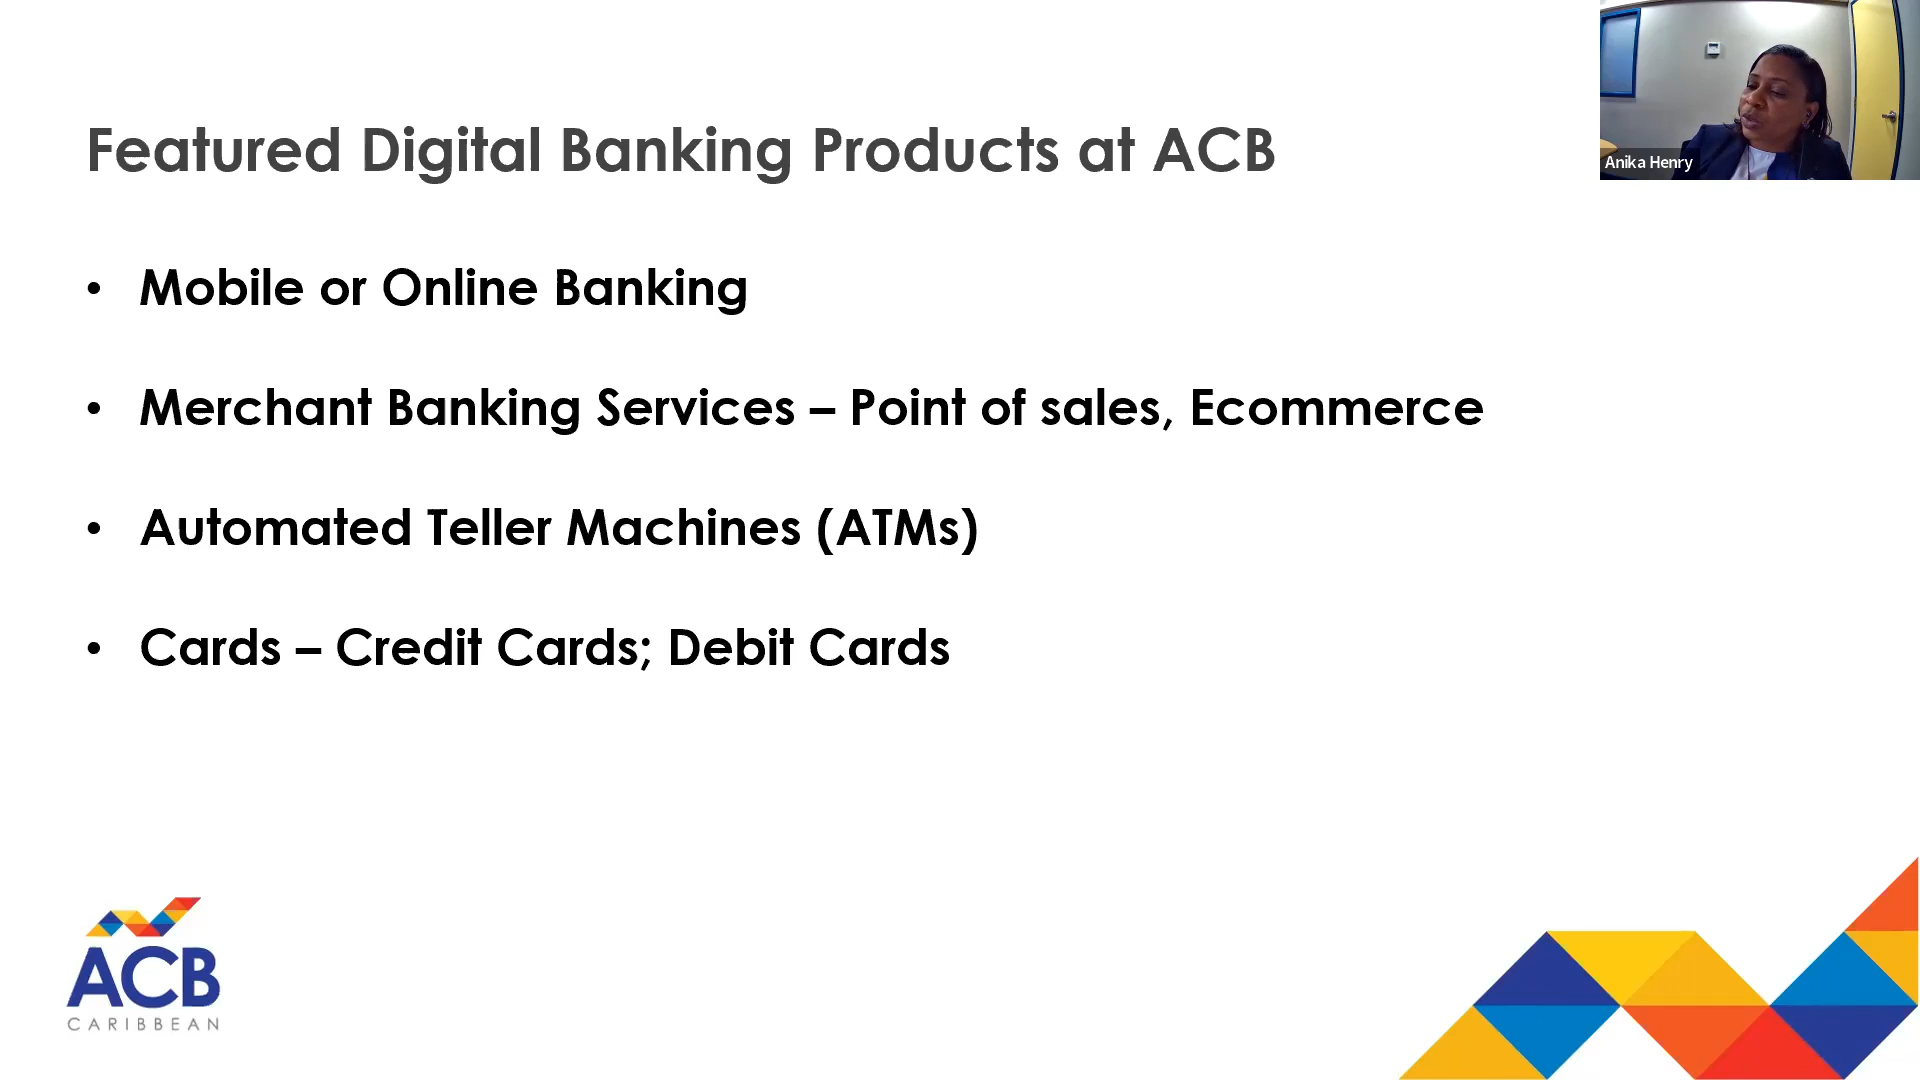 Featured Digital Banking Products at ACB
Anika Henry
• Mobile or Online Banking
• Merchant Banking Services – Point of sales, Ecommerce
• Automated Teller Machines (ATMs)
• Cards – Credit Cards; Debit Cards
ACB
CARIBBEAN